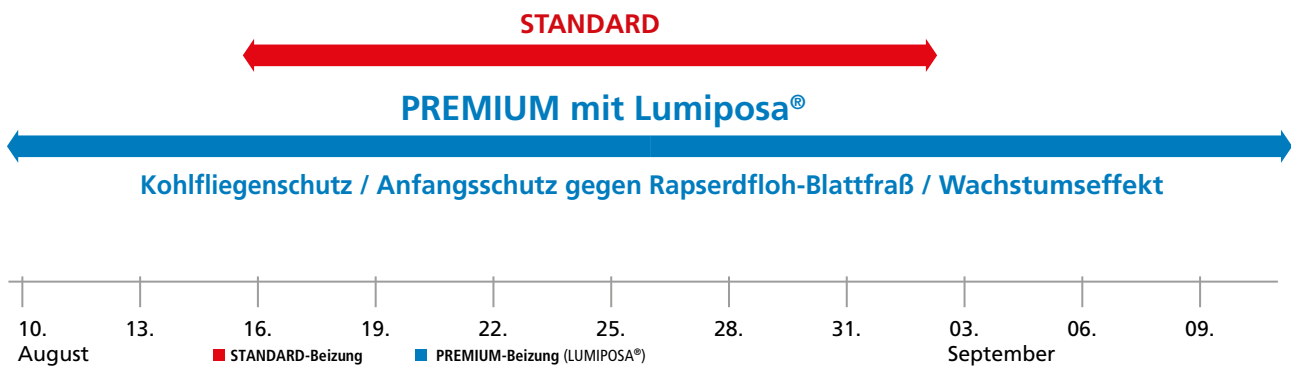 STANDARD
PREMIUM mit Lumiposa®
Kohlfliegenschutz / Anfangsschutz gegen Rapserdfloh-Blattfraß / Wachstumseffekt
10. 13. 16. 19. 22. 25. 28. 31. 03. 06. 09.
August September
STANDARD-Beizung PREMIUM-Beizung (LUMIPOSA®)